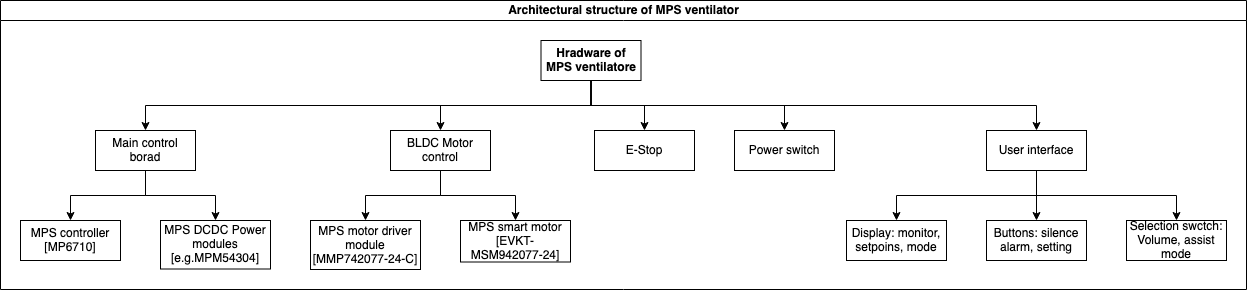 Architectural structure of MPS ventilator
Hradware of
MPS ventilatore
Main control
borad
BLDC Motor
control
E-Stop
Power switch
User interface
MPS controller
[MP6710]
MPS DCDC Power
modules
[e.g.MPM54304]
MPS motor driver
module
[MMP742077-24-C]
MPS smart motor
[EVKT-
MSM942077-24]
Display: monitor,
setpoins, mode
Buttons: silence
alarm, setting
Selection swctch:
Volume, assist
mode